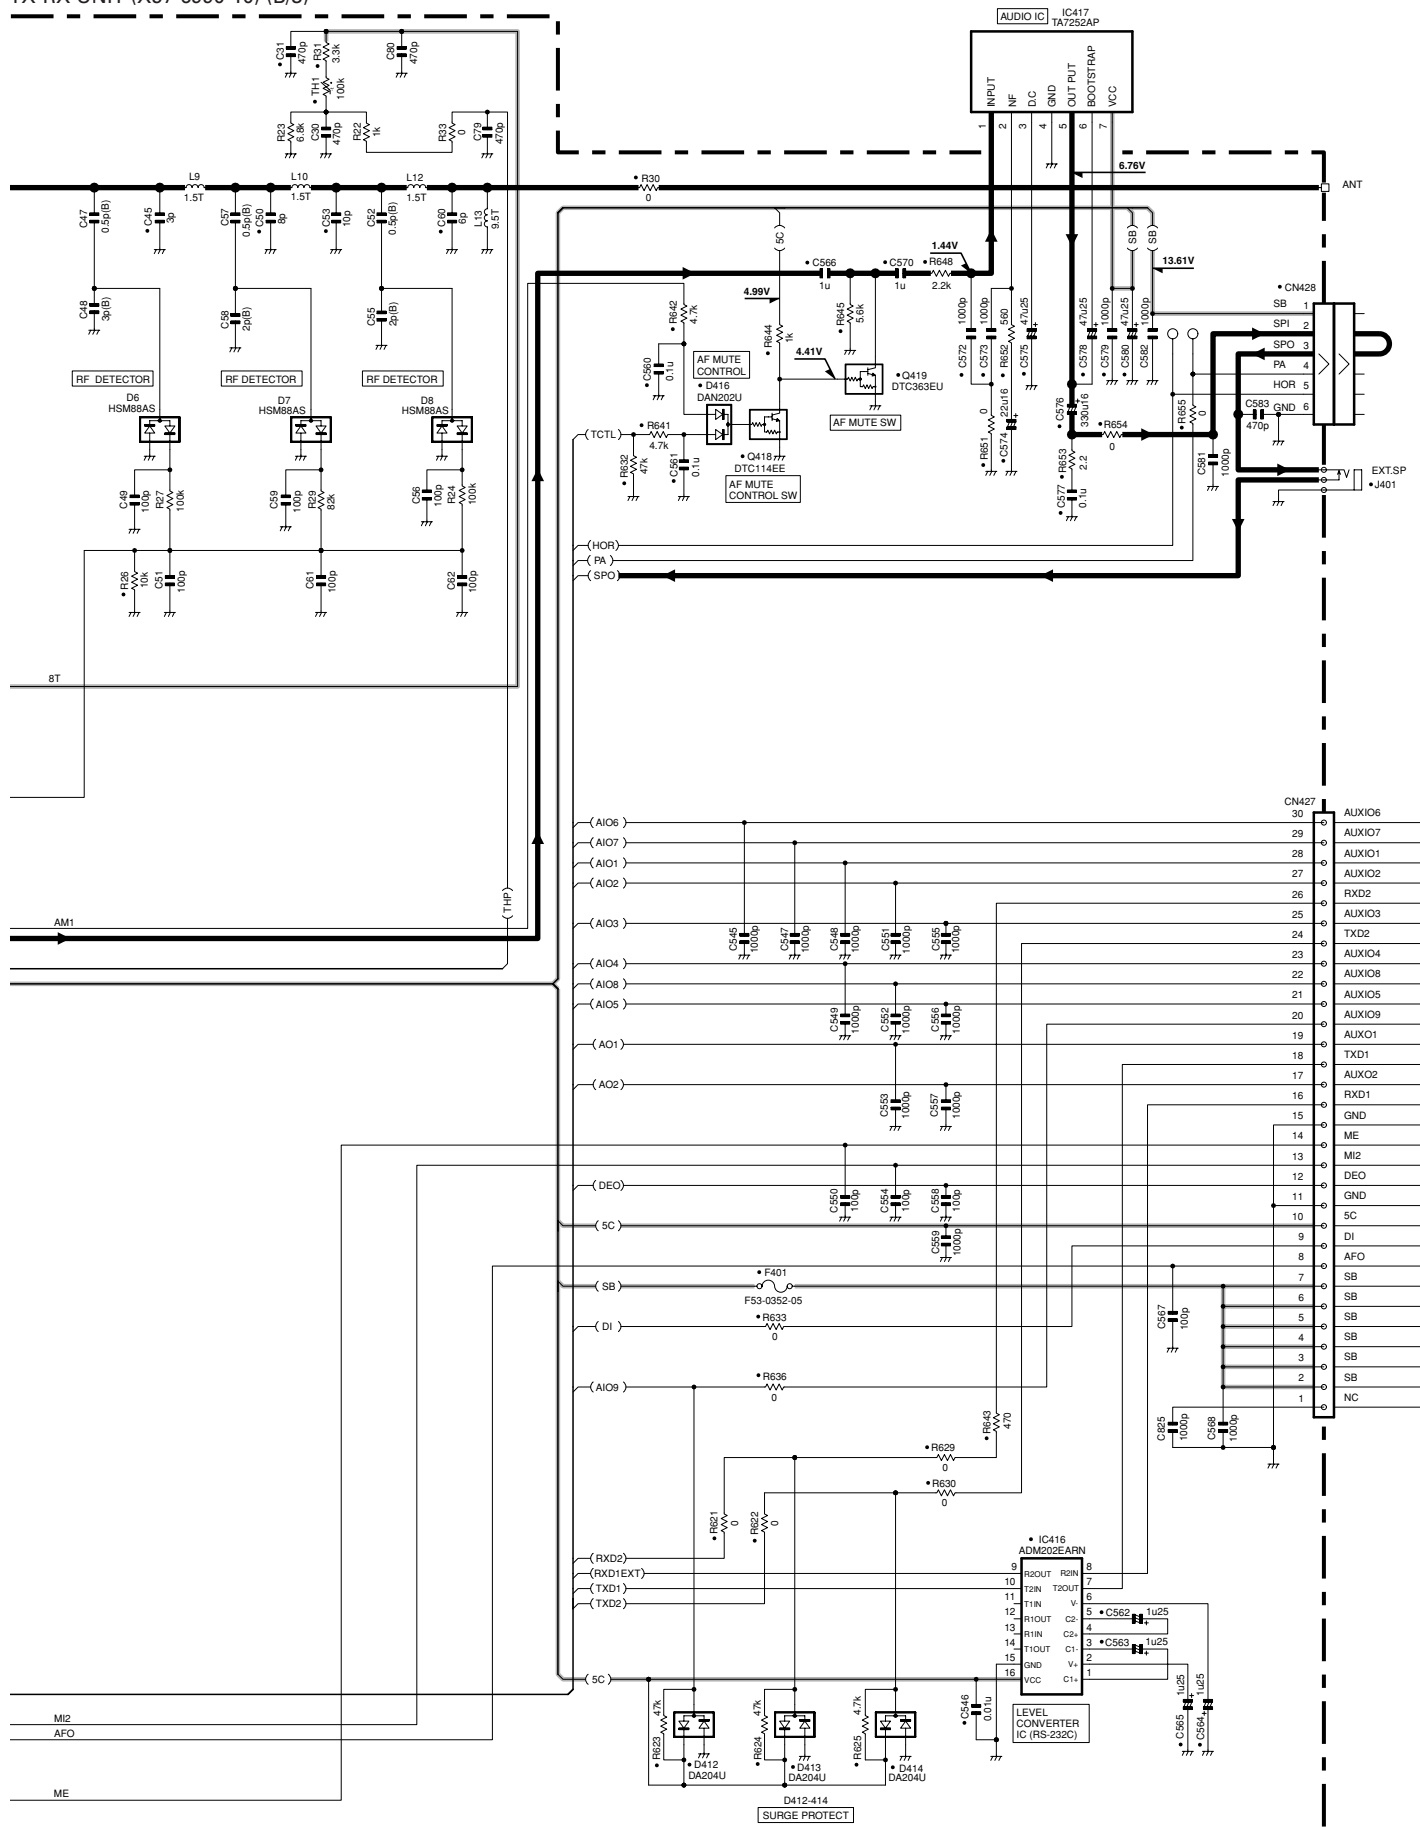 AUDIO IC
IC417
TA7252AP
INPUT
NF
D.C
GND
OUT PUT
BOOTSTRAP
VCC
1
2
3
4
5
6
7
• C31
470p
• R31
3.3k
C80
470p
• TH1
100k
R23
6.8k
C30
470p
R22
1k
R33
0
C79
470p
6.76V
L9
1.5T
L10
1.5T
L12
1.5T
• R30
0
ANT
C47
0.5p(B)
• C45
3p
C57
0.5p(B)
• C50
8p
• C53
10p
C52
0.5p(B)
• C60
6p
L13
9.5T
5C
SB
SB
1.44V
13.61V
• C566
1u
• C570
1u
• R648
2.2k
4.99V
• CN428
C48
3p(B)
C58
2p(B)
C55
2p(B)
• R642
4.7k
• R644
1k
• R645
5.6k
1000p
• C572
1000p
• C573
560
• R652
47u25
• C575
47u25
• C578
1000p
• C579
47u25
• C580
1000p
• C582
SB 1
SPI 2
SPO 3
PA 4
HOR 5
GND 6
4.41V
RF DETECTOR
RF DETECTOR
RF DETECTOR
• C560
0.1u
AF MUTE
CONTROL
• D416
DAN202U
• Q419
DTC363EU
AF MUTE SW
D6
HSM88AS
D7
HSM88AS
D8
HSM88AS
0
• R651
22u16
• C574
• C576
330u16
• R654
0
• R655
0
C583
470p
TCTL
• R641
4.7k
• R632
47k
• C561
0.1u
• Q418
DTC114EE
AF MUTE
CONTROL SW
• R653
2.2
• C577
0.1u
C581
1000p
EXT.SP
• J401
C49
100p
R27
100k
C59
100p
R29
82k
C56
100p
R24
100k
HOR
PA
SPO
• R26
10k
C51
100p
C61
100p
C62
100p
8T
CN427
AIO6
30
AUXIO6
AIO7
29
AUXIO7
AIO1
28
AUXIO1
AIO2
27
AUXIO2
26
RXD2
THP
AM1
AIO3
25
AUXIO3
24
TXD2
C545
1000p
C547
1000p
C548
1000p
C551
1000p
C555
1000p
AIO4
23
AUXIO4
AIO8
22
AUXIO8
AIO5
21
AUXIO5
20
AUXIO9
C549
1000p
C552
1000p
C556
1000p
AO1
19
AUXO1
18
TXD1
AO2
17
AUXO2
16
RXD1
C553
1000p
C557
1000p
15
GND
14
ME
13
MI2
DEO
12
DEO
11
GND
C550
100p
C554
100p
C558
100p
5C
10
5C
C559
1000p
9
DI
8
AFO
SB
• F401
F53-0352-05
7
SB
6
SB
DI
• R633
0
C567
100p
5
SB
4
SB
3
SB
AIO9
• R636
0
2
SB
1
NC
• R643
470
C825
1000p
C568
1000p
• R629
0
• R630
0
• R621
0
• R622
0
• IC416
ADM202EARN
RXD2
RXD1EXT
TXD1
TXD2
9 R2OUT R2IN 8
10 T2IN T2OUT 7
11 T1IN V- 6
12 R1OUT C2- 5
13 R1IN C2+ 4
14 T1OUT C1- 3
15 GND V+ 2
16 VCC C1+ 1
• C562
1u25
• C563
1u25
5C
• C546
0.01u
1u25
• C565
1u25
• C564
LEVEL
CONVERTER
IC (RS-232C)
47k
• R623
47k
• R624
4.7k
• R625
MI2
AFO
• D412
DA204U
• D413
DA204U
• D414
DA204U
ME
D412-414
SURGE PROTECT